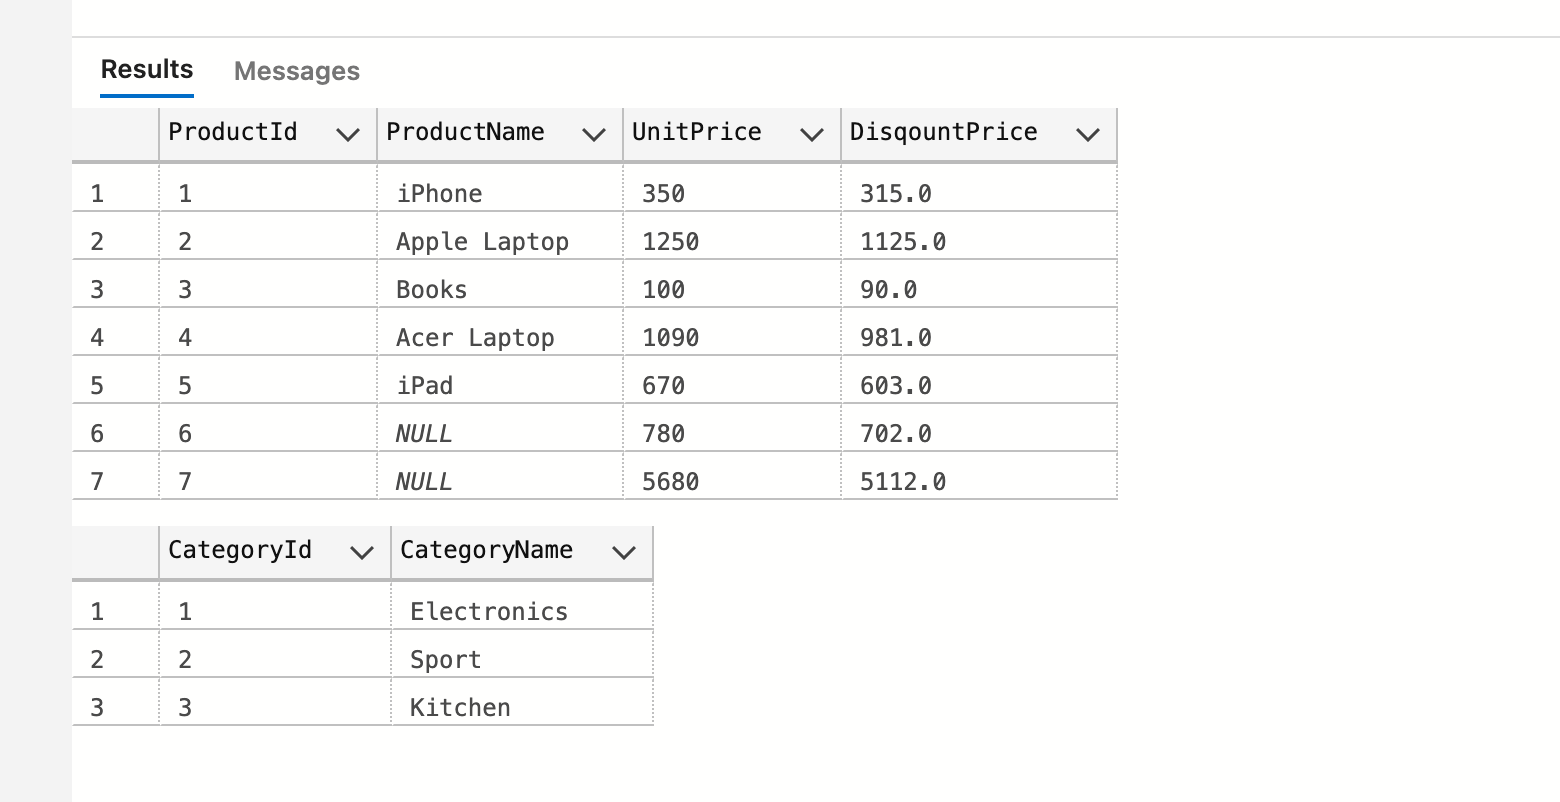 Results Messages
ProductId ProductName UnitPrice DisqountPrice
1 1 iPhone 350 315.0
2 2 Apple Laptop 1250 1125.0
3 3 Books 100 90.0
4 4 Acer Laptop 1090 981.0
5 5 iPad 670 603.0
6 6 NULL 780 702.0
7 7 NULL 5680 5112.0
CategoryId CategoryName
1 1 Electronics
2 2 Sport
3 3 Kitchen